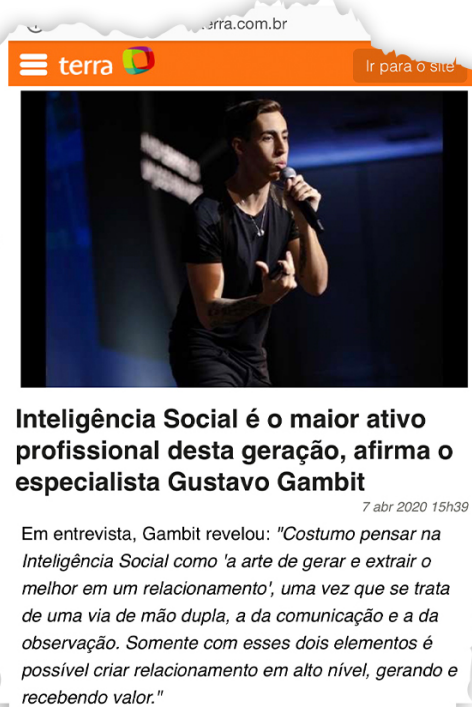 erra.com.br
terra
Ir para o site
Inteligência Social é o maior ativo
profissional desta geração, afirma o
especialista Gustavo Gambit
7 abr 2020 15h39
Em entrevista, Gambit revelou: "Costumo pensar na
Inteligência Social como 'a arte de gerar e extrair o
melhor em um relacionamento', uma vez que se trata
de uma via de mão dupla, a da comunicação e a da
observação. Somente com esses dois elementos é
possível criar relacionamento em alto nível, gerando e
recebendo valor."